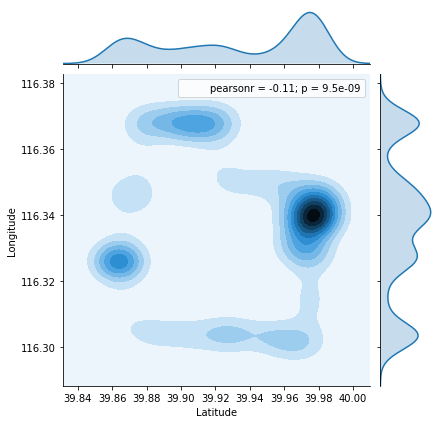 pearsonr = -0.11; p = 9.5e-09
116.38
116.36
116.34
116.32
116.30
Longitude
39.84 39.86 39.88 39.90 39.92 39.94 39.96 39.98 40.00
Latitude